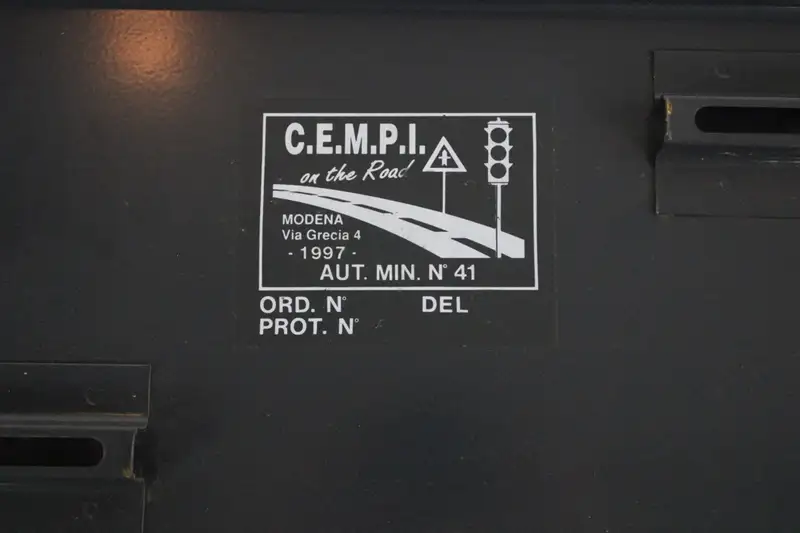 C.E.M.P.I.
on the Road
MODENA
Via Grecia 4
- 1997 -
AUT. MIN. N° 41
ORD. N° DEL
PROT. N°